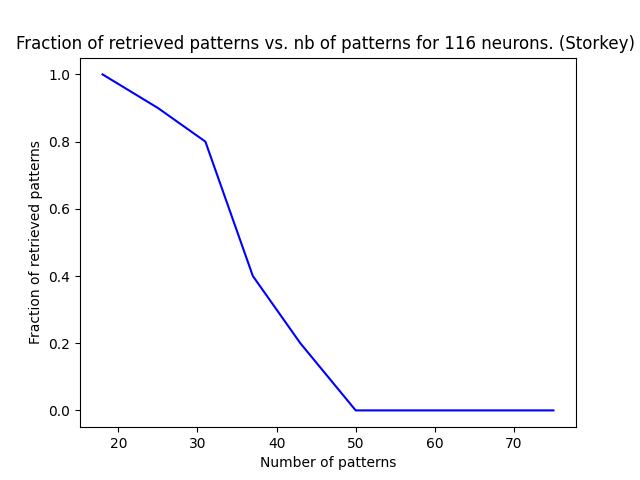 Fraction of retrieved patterns vs. nb of patterns for 116 neurons. (Storkey)
1.0
0.8
0.6
0.4
0.2
0.0
Fraction of retrieved patterns
20 30 40 50 60 70
Number of patterns